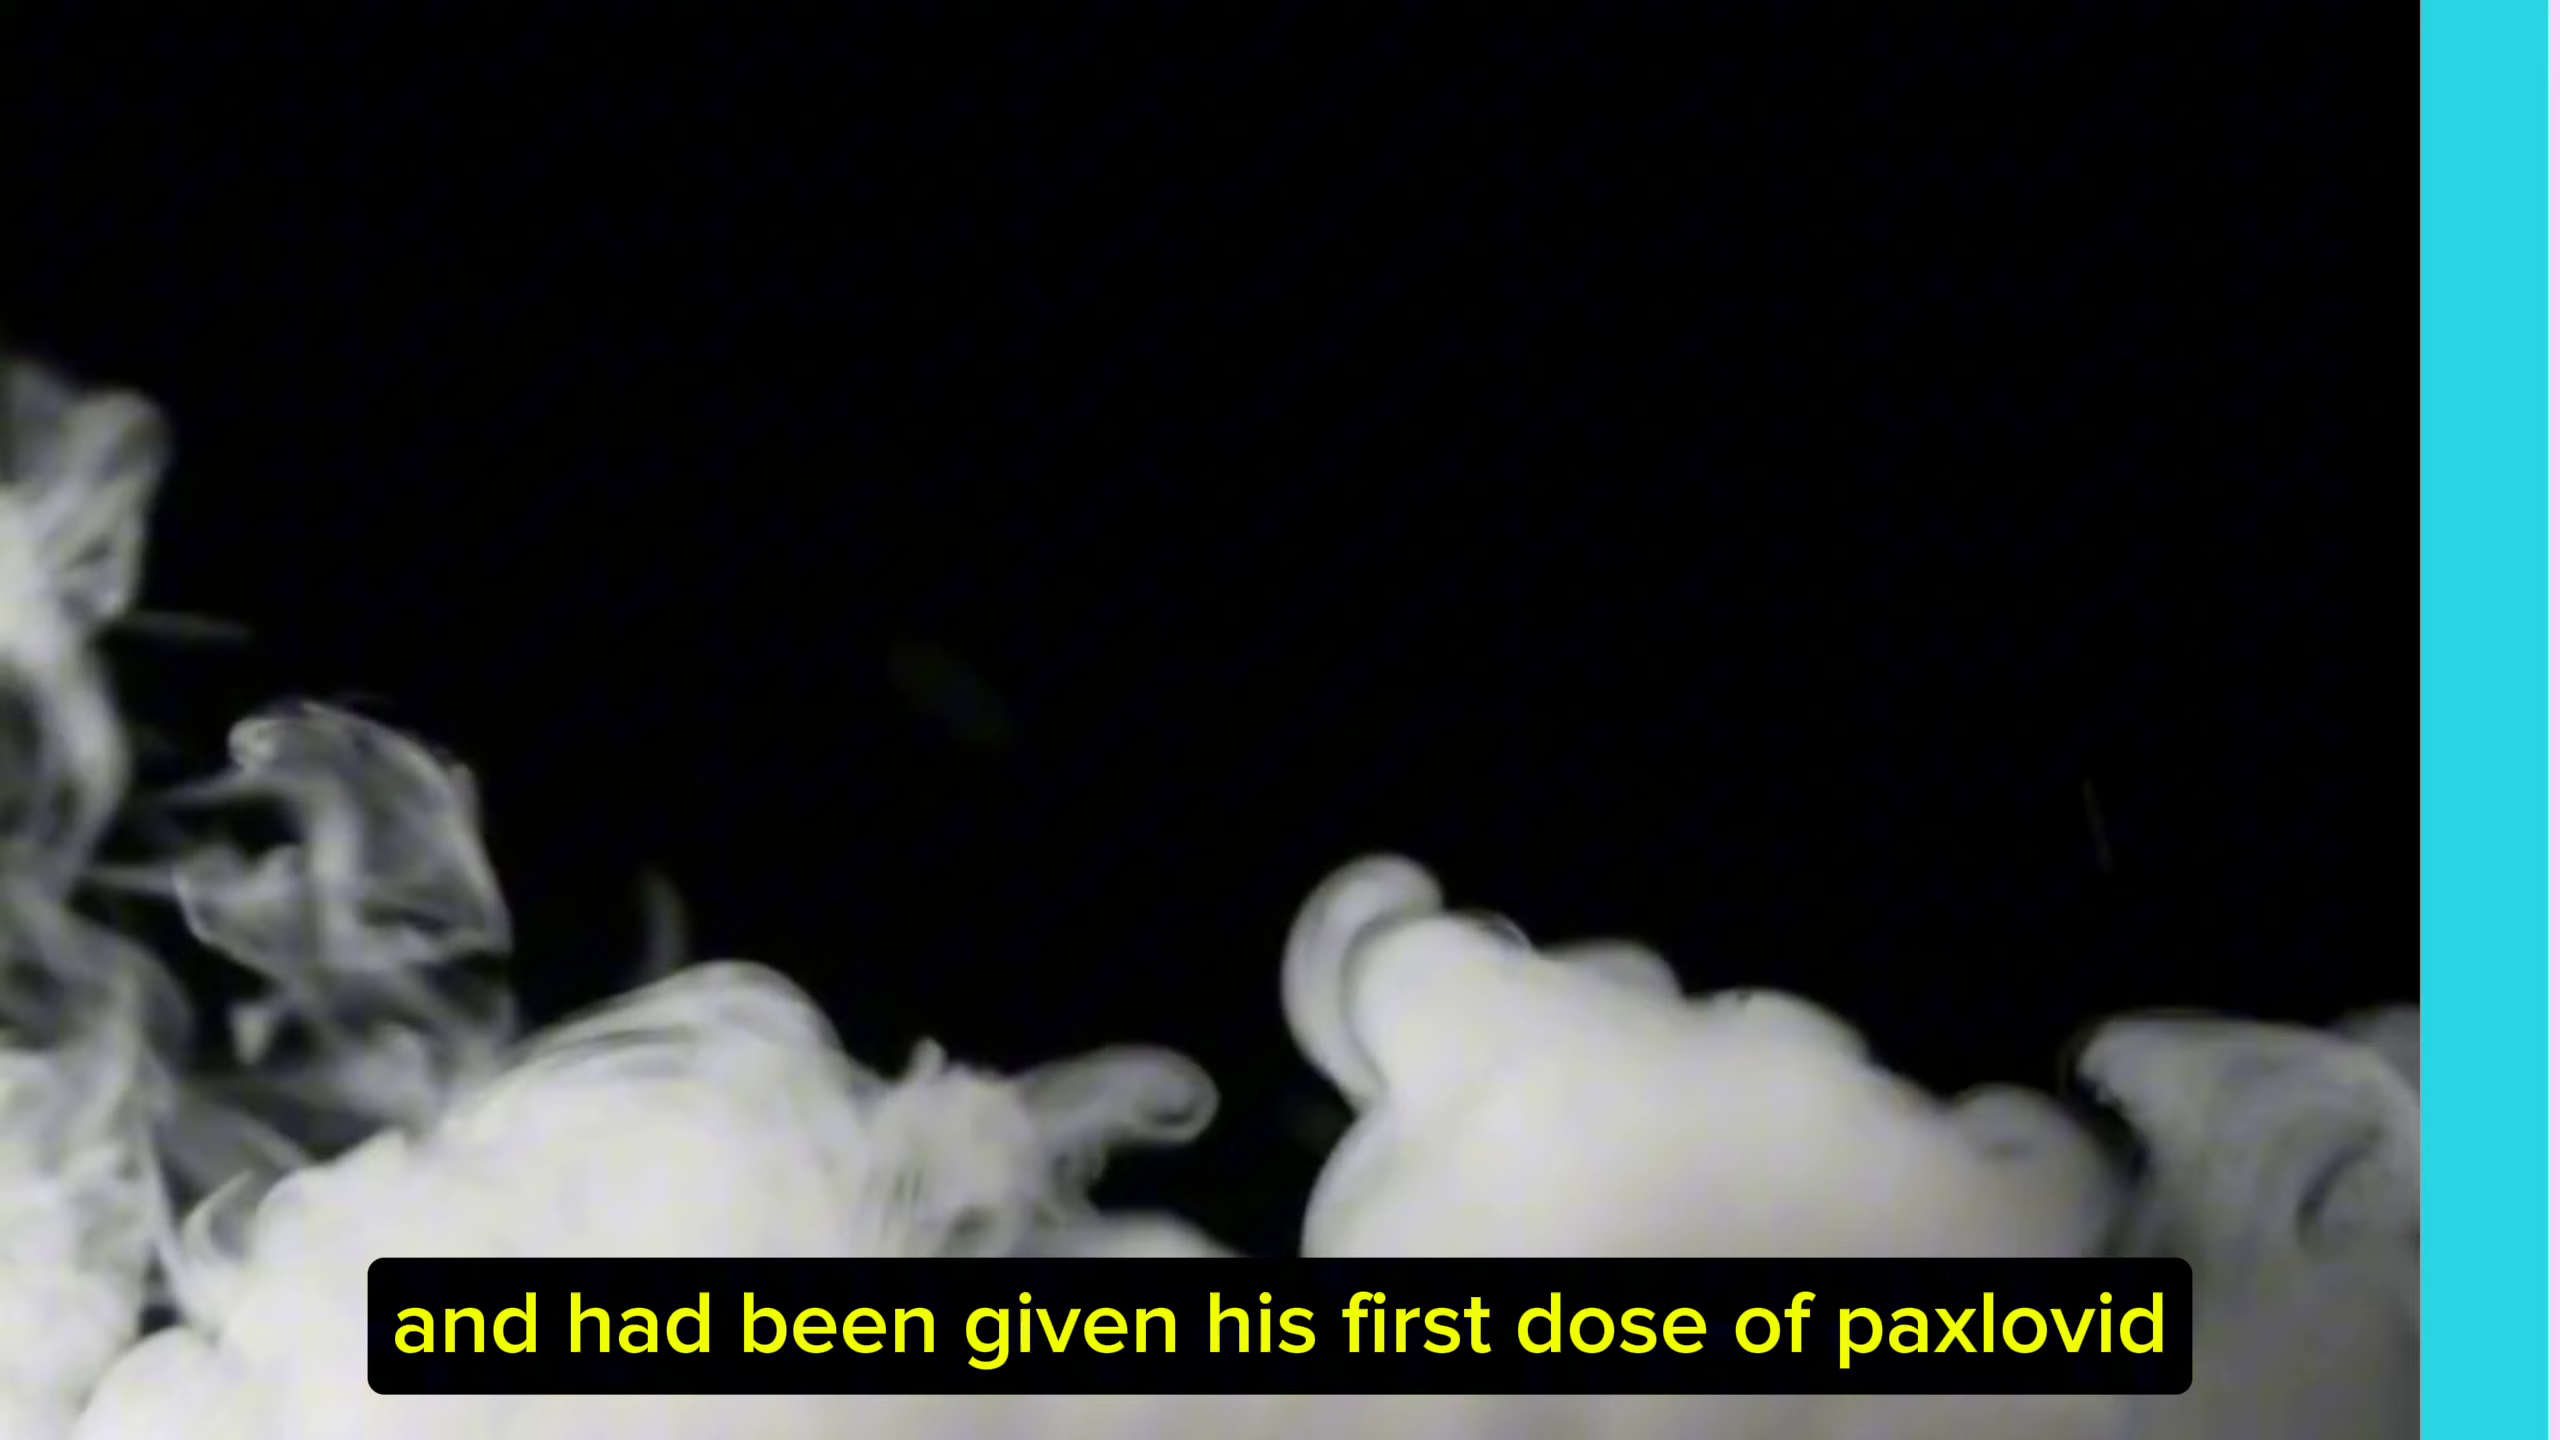 and had been given his first dose of paxlovid